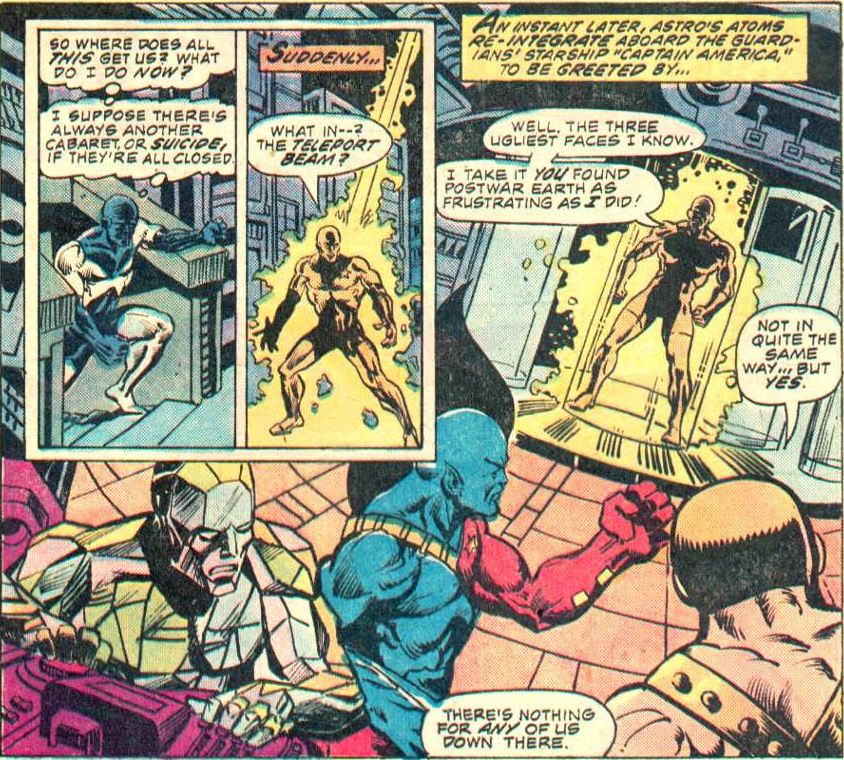 SO WHERE DOES ALL
THIS GET US? WHAT
DO I DO NOW?
I SUPPOSE THERE'S
ALWAYS ANOTHER
CABARET, OR SUICIDE,
IF THEY'RE ALL CLOSED.
SUDDENLY...
WHAT IN--?
THE TELEPORT
BEAM?
AN INSTANT LATER, ASTRO'S ATOMS
RE-INTEGRATE ABOARD THE GUARD-
IANS' STARSHIP "CAPTAIN AMERICA,"
TO BE GREETED BY...
WELL. THE THREE
UGLIEST FACES I KNOW.
I TAKE IT YOU FOUND
POSTWAR EARTH AS
FRUSTRATING AS I DID!
NOT IN
QUITE THE
SAME
WAY... BUT
YES.
THERE'S NOTHING
FOR ANY OF US
DOWN THERE.